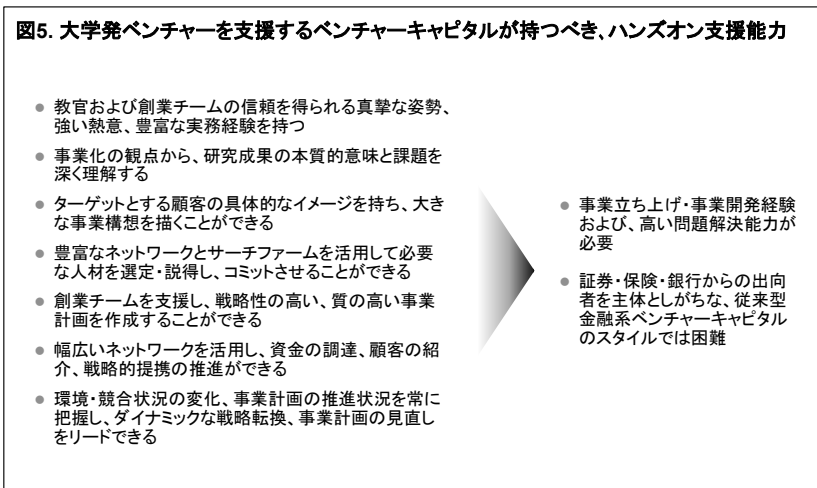 図5. 大学発ベンチャーを支援するベンチャーキャピタルが持つべき、ハンズオン支援能力
● 教官および創業チームの信頼を得られる真摯な姿勢、
強い熱意、豊富な実務経験を持つ
● 事業化の観点から、研究成果の本質的意味と課題を
深く理解する
● ターゲットとする顧客の具体的なイメージを持ち、大き
な事業構想を描くことができる
● 豊富なネットワークとサーチファームを活用して必要
な人材を選定・説得し、コミットさせることができる
● 創業チームを支援し、戦略性の高い、質の高い事業
計画を作成することができる
● 幅広いネットワークを活用し、資金の調達、顧客の紹
介、戦略的提携の推進ができる
● 環境・競合状況の変化、事業計画の推進状況を常に
把握し、ダイナミックな戦略転換、事業計画の見直し
をリードできる
● 事業立ち上げ・事業開発経験
および、高い問題解決能力が
必要
● 証券・保険・銀行からの出向
者を主体としがちな、従来型
金融系ベンチャーキャピタル
のスタイルでは困難